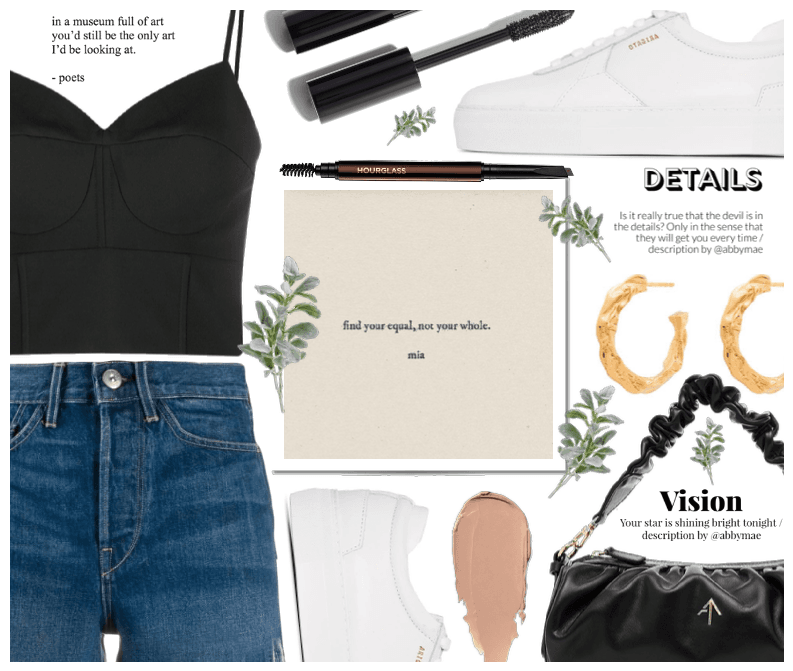 in a museum full of art
you'd still be the only art
I'd be looking at.
- poets
HOURGLASS
DETAILS
Is it really true that the devil is in
the details? Only in the sense that
they will get you every time /
description by @abbymae
find your equal, not your whole.
mia
Vision
Your star is shining bright tonight /
description by @abbymae